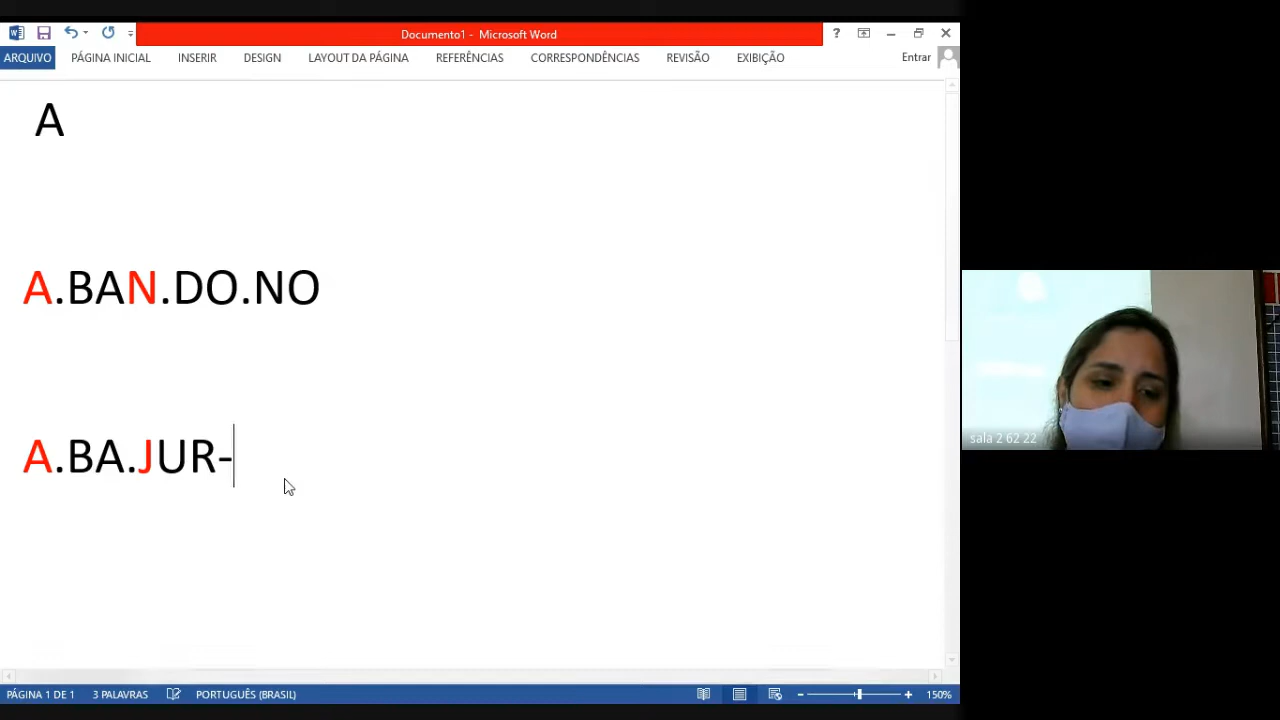 Documento1 - Microsoft Word
?
ARQUIVO PÁGINA INICIAL INSERIR DESIGN LAYOUT DA PÁGINA REFERÊNCIAS CORRESPONDÊNCIAS REVISÃO EXIBIÇÃO Entrar
A
A.BAN.DO.NO
A.BA.JUR-
sala 2 62 22
PÁGINA 1 DE 1 3 PALAVRAS PORTUGUÊS (BRASIL) 150%